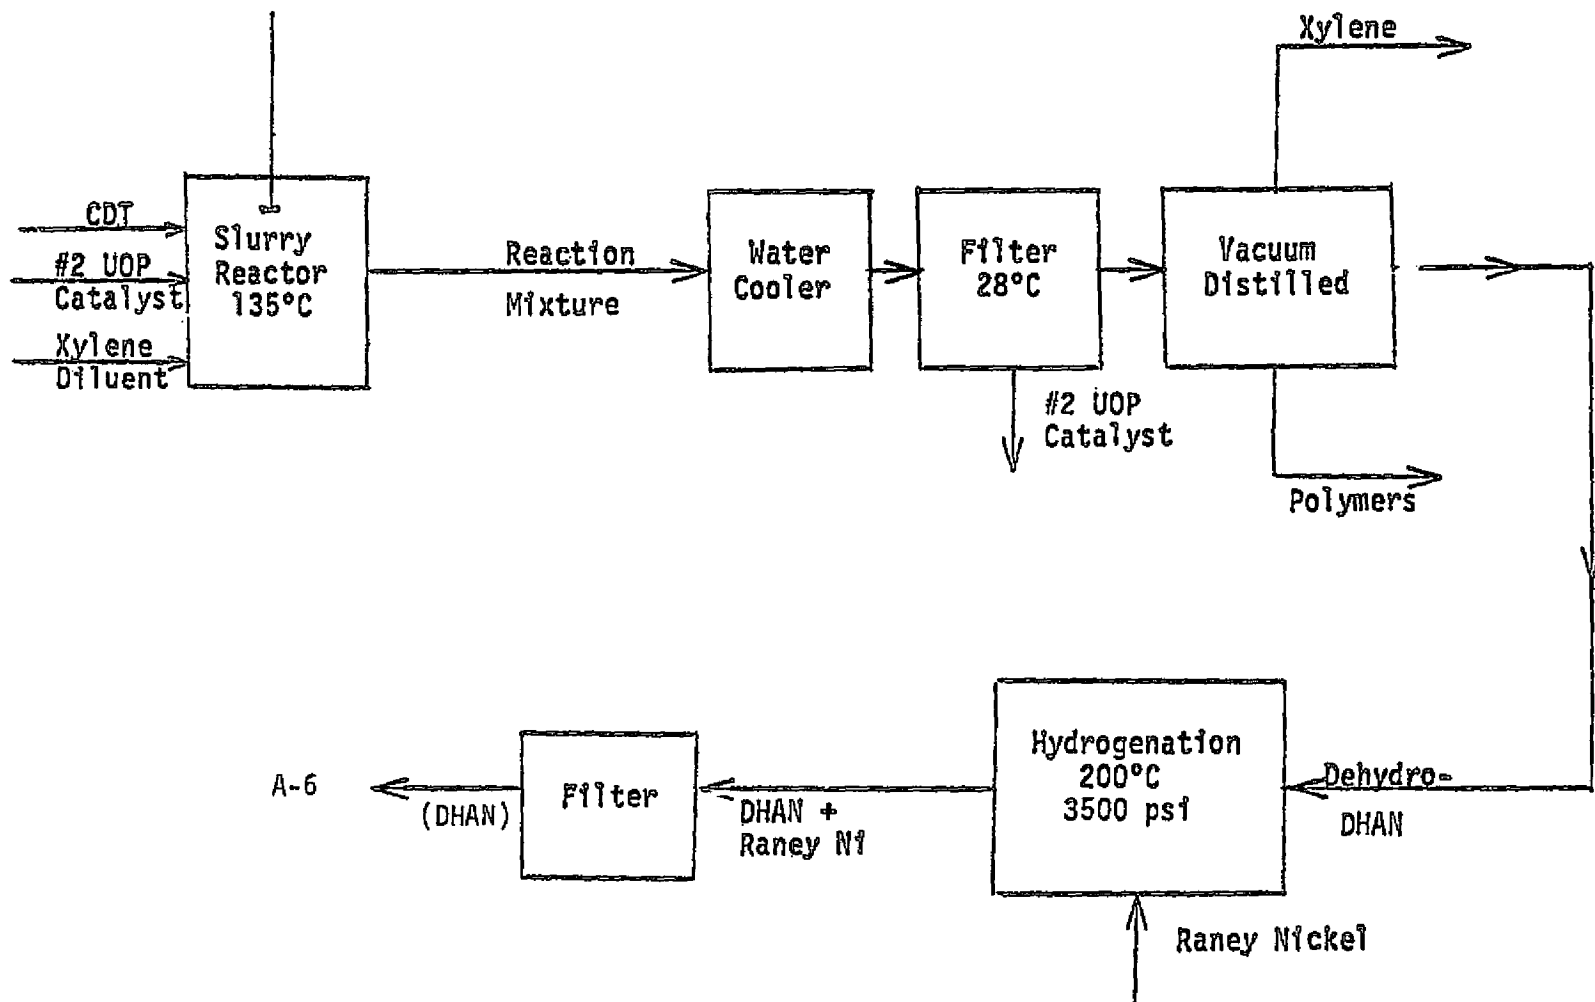 Xylene
CDT
#2 UOP
Catalyst
Xylene
Diluent
Slurry
Reactor
135°C
Reaction
Mixture
Water
Cooler
Filter
28°C
#2 UOP
Catalyst
Vacuum
Distilled
Polymers
Dehydro-
DHAN
Hydrogenation
200°C
3500 psi
Raney Nickel
DHAN +
Raney Ni
Filter
(DHAN)
A-6